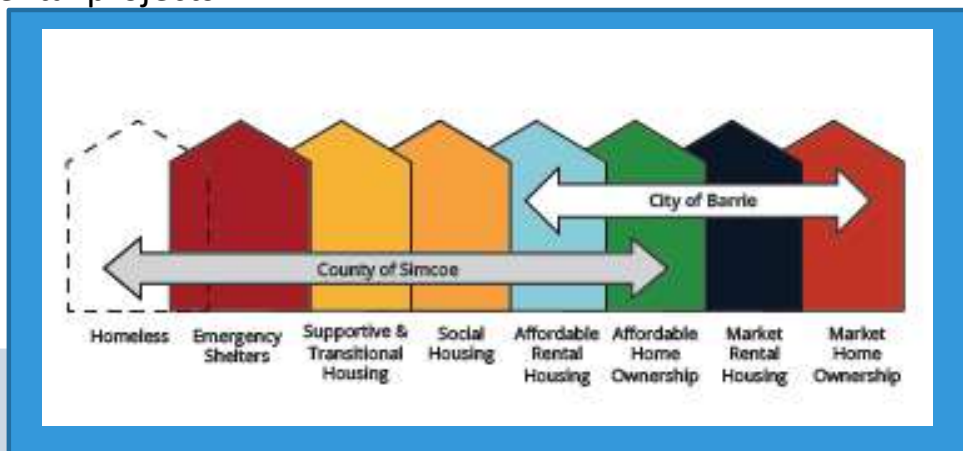 City of Barrie
County of Simcoe
Homeless
Emergency
Shelters
Supportive &
Transitional
Housing
Social
Housing
Affordable
Rental
Housing
Affordable
Home
Ownership
Market
Rental
Housing
Market
Home
Ownership